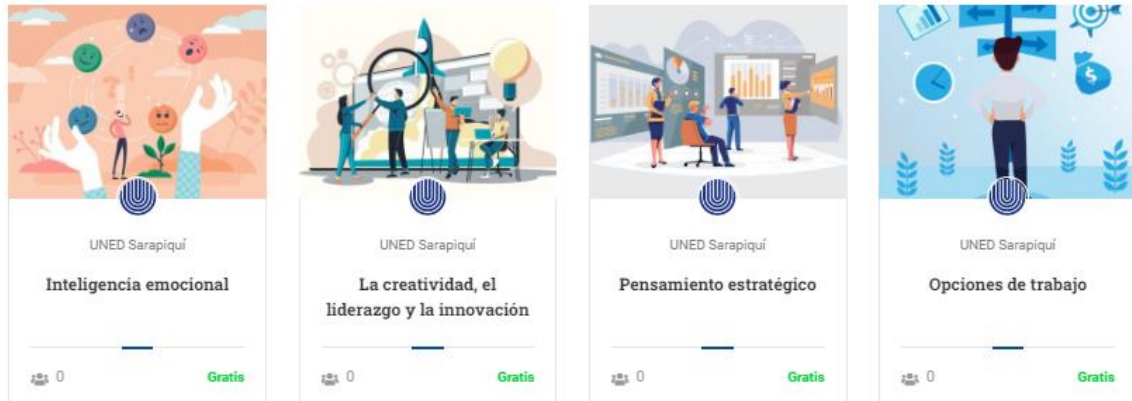 UNED Sarapiquí
Inteligencia emocional
0 Gratis
UNED Sarapiquí
La creatividad, el
liderazgo y la innovación
0 Gratis
UNED Sarapiquí
Pensamiento estratégico
0 Gratis
$
UNED Sarapiquí
Opciones de trabajo
0 Gratis